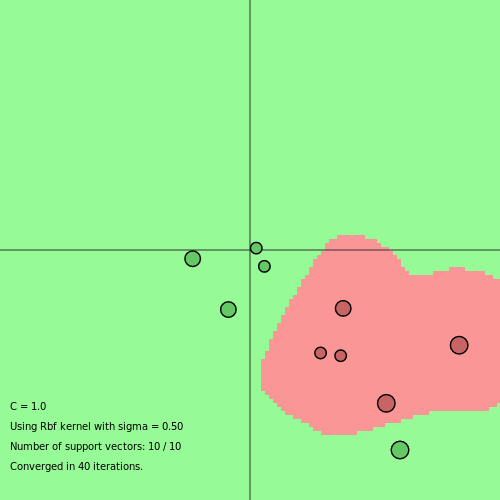 C = 1.0
Using Rbf kernel with sigma = 0.50
Number of support vectors: 10 / 10
Converged in 40 iterations.